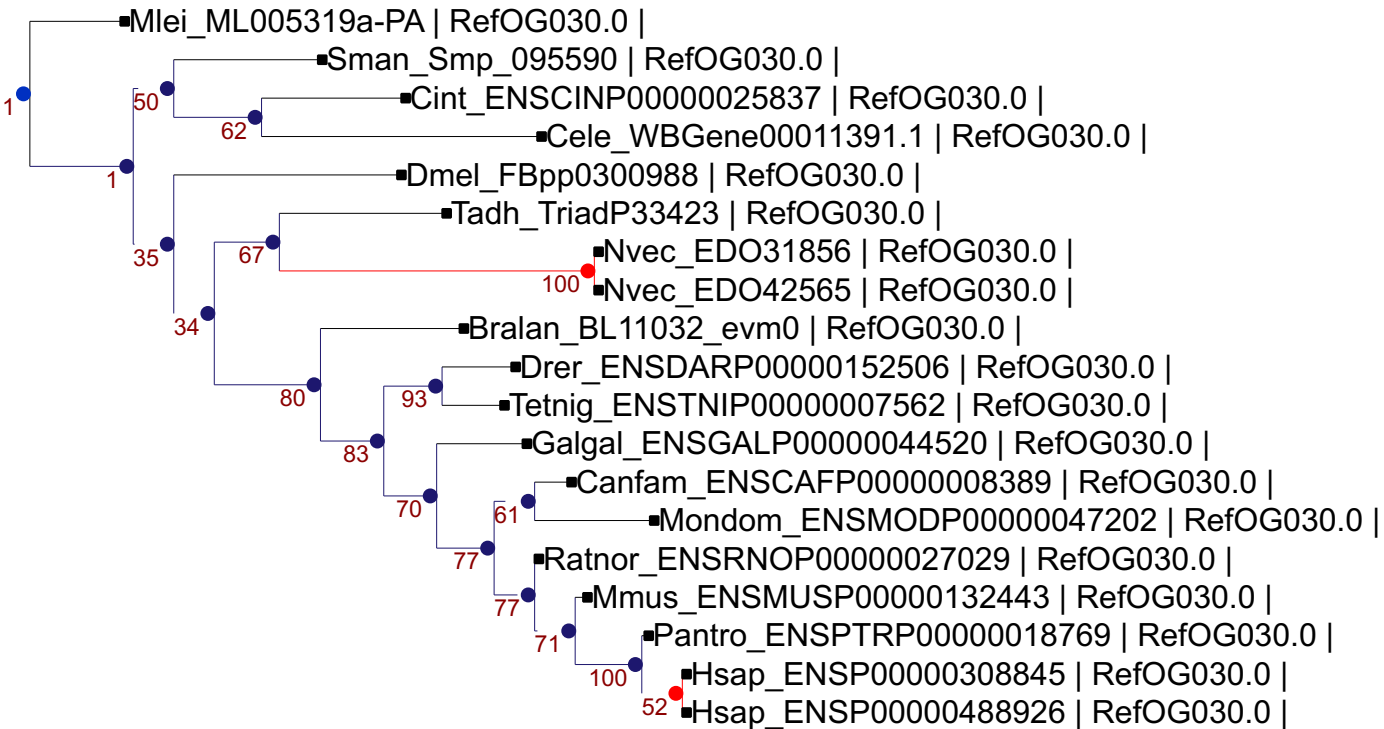 Mlei_ML005319a-PA | RefOG030.0 |
Sman_Smp_095590 | RefOG030.0 |
1
50
Cint_ENSCINP00000025837 | RefOG030.0 |
62
Cele_WBGene00011391.1 | RefOG030.0 |
1
Dmel_FBpp0300988 | RefOG030.0 |
Tadh_TriadP33423 | RefOG030.0 |
35
67
Nvec_EDO31856 | RefOG030.0 |
100
Nvec_EDO42565 | RefOG030.0 |
34
Bralan_BL11032_evm0 | RefOG030.0 |
Drer_ENSDARP00000152506 | RefOG030.0 |
80
93
Tetnig_ENSTNIP00000007562 | RefOG030.0 |
83
Galgal_ENSGALP00000044520 | RefOG030.0 |
Canfam_ENSCAFP00000008389 | RefOG030.0 |
70
61
Mondom_ENSMODP00000047202 | RefOG030.0 |
77
Ratnor_ENSRNOP00000027029 | RefOG030.0 |
77
Mmus_ENSMUSP00000132443 | RefOG030.0 |
71
Pantro_ENSPTRP00000018769 | RefOG030.0 |
100
Hsap_ENSP00000308845 | RefOG030.0 |
52
Hsap_ENSP00000488926 | RefOG030.0 |